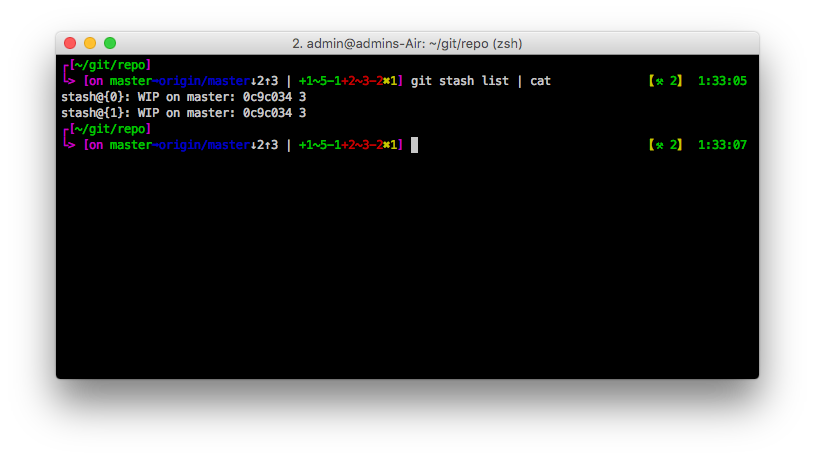 2. admin@admins-Air: ~/git/repo (zsh)
┌[~/git/repo]
└> [on master→origin/master↓2↑3 | +1~5−1+2~3−2✖1] git stash list | cat 【⚒ 2】 1:33:05
stash@{0}: WIP on master: 0c9c034 3
stash@{1}: WIP on master: 0c9c034 3
┌[~/git/repo]
└> [on master→origin/master↓2↑3 | +1~5−1+2~3−2✖1] 【⚒ 2】 1:33:07